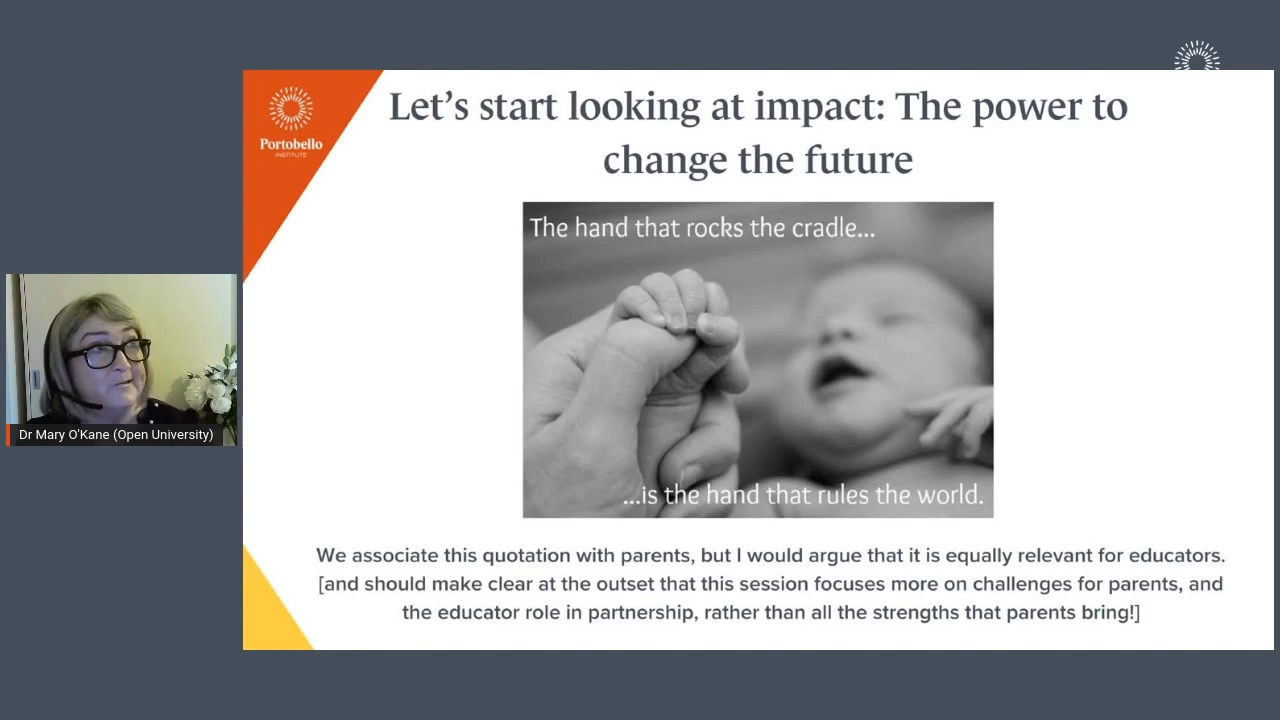 Portobello
INSTITUTE
Let's start looking at impact: The power to
change the future
The hand that rocks the cradle...
...is the hand that rules the world.
Dr Mary O'Kane (Open University)
We associate this quotation with parents, but I would argue that it is equally relevant for educators.
[and should make clear at the outset that this session focuses more on challenges for parents, and
the educator role in partnership, rather than all the strengths that parents bring!]